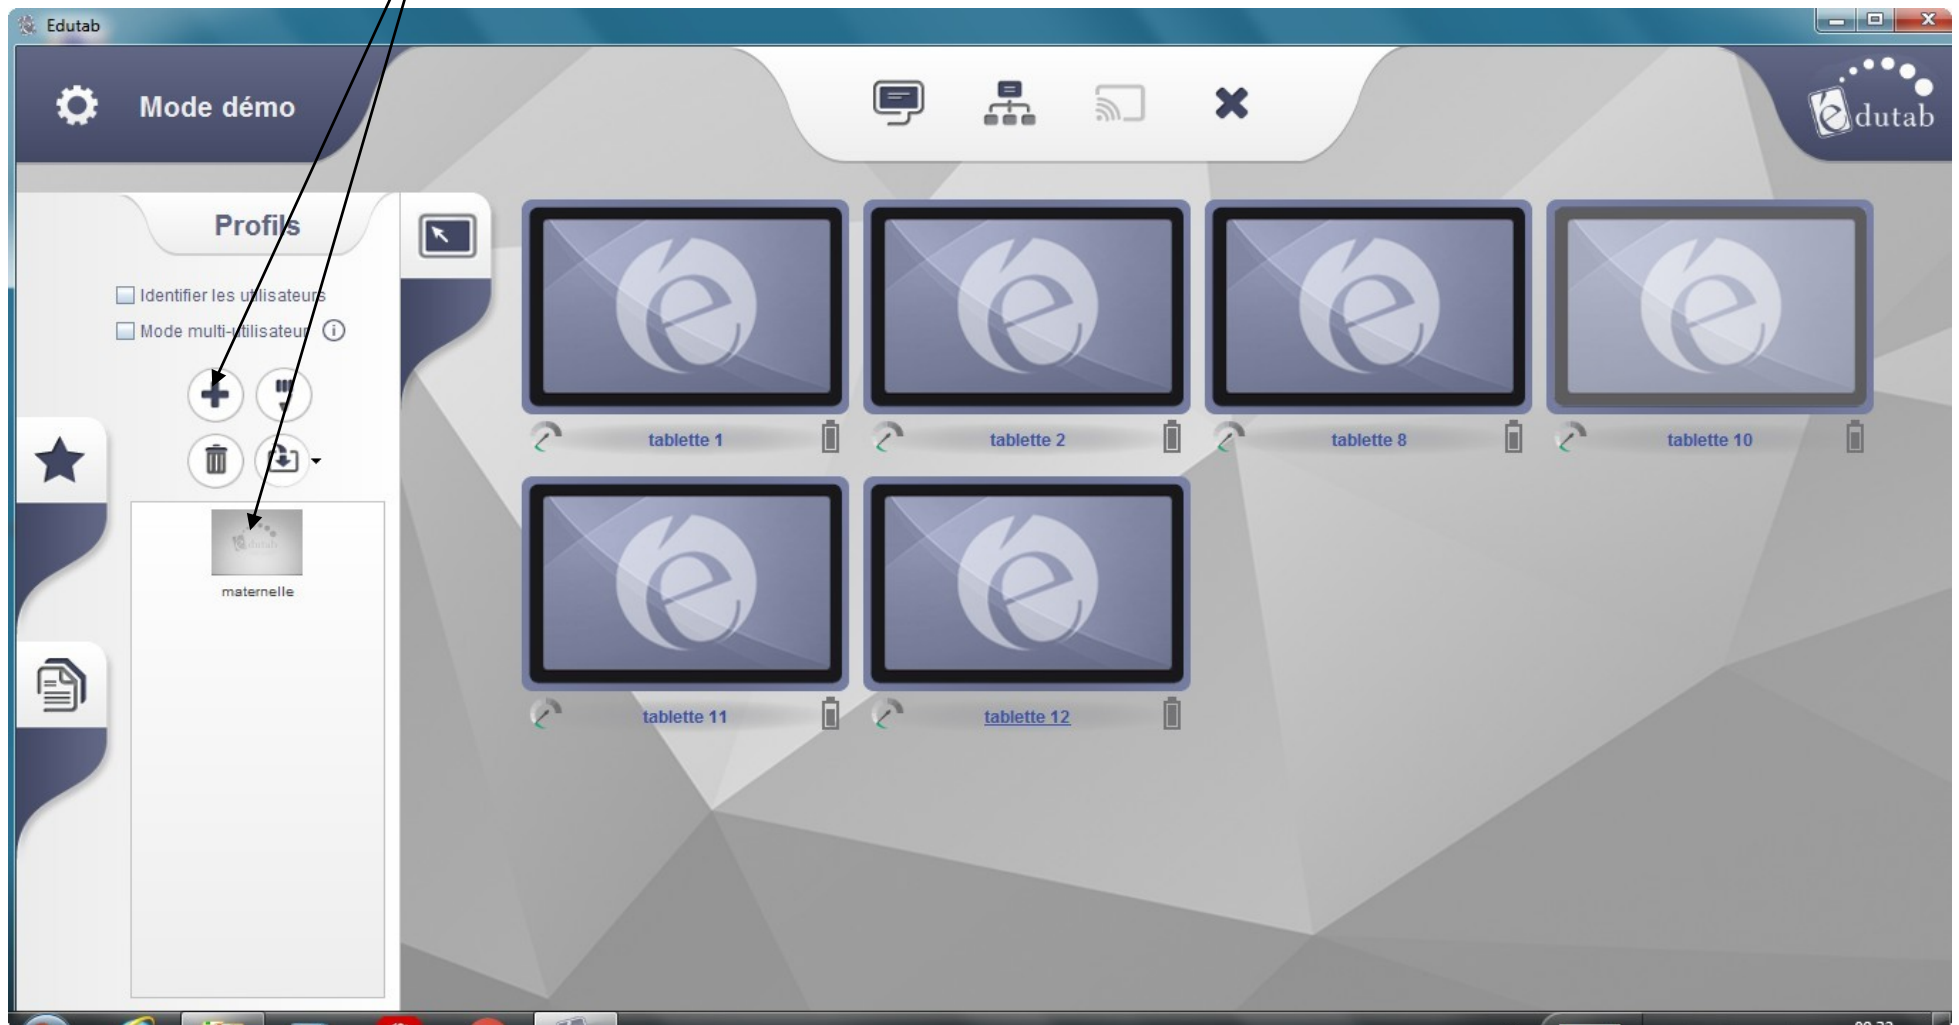 Edutab
Mode démo
édutab
Profils
Identifier les utilisateurs
Mode multi-utilisateur
maternelle
tablette 1
tablette 2
tablette 8
tablette 10
tablette 11
tablette 12